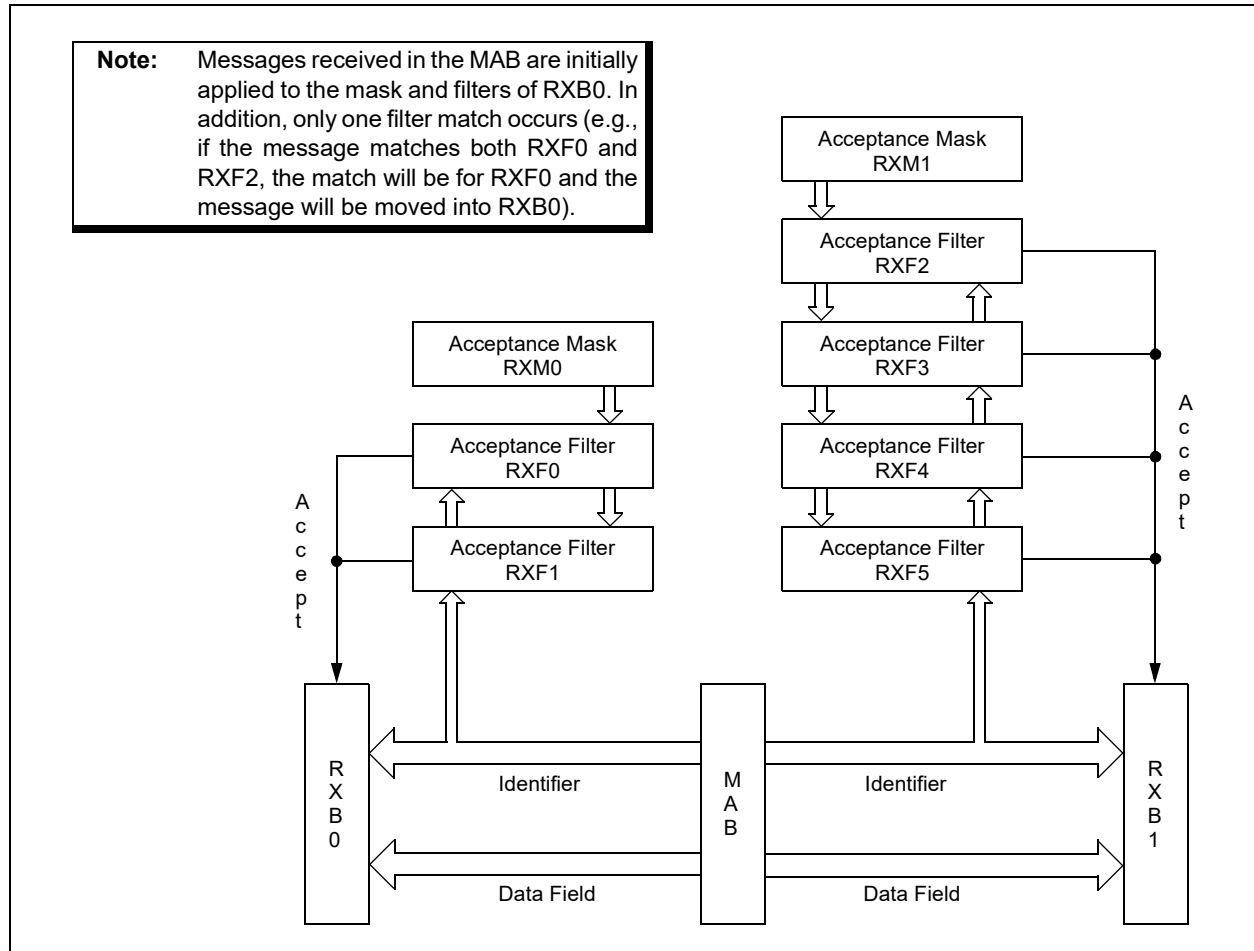 Note: Messages received in the MAB are initially
applied to the mask and filters of RXB0. In
addition, only one filter match occurs (e.g.,
if the message matches both RXF0 and
RXF2, the match will be for RXF0 and the
message will be moved into RXB0).
Acceptance Mask
RXM1
Acceptance Filter
RXF2
Acceptance Mask
RXM0
Acceptance Filter
RXF3
Acceptance Filter
RXF0
Acceptance Filter
RXF4
Accept
Accept
Acceptance Filter
RXF1
Acceptance Filter
RXF5
RXB0
Identifier
MAB
Identifier
RXB1
Data Field
Data Field